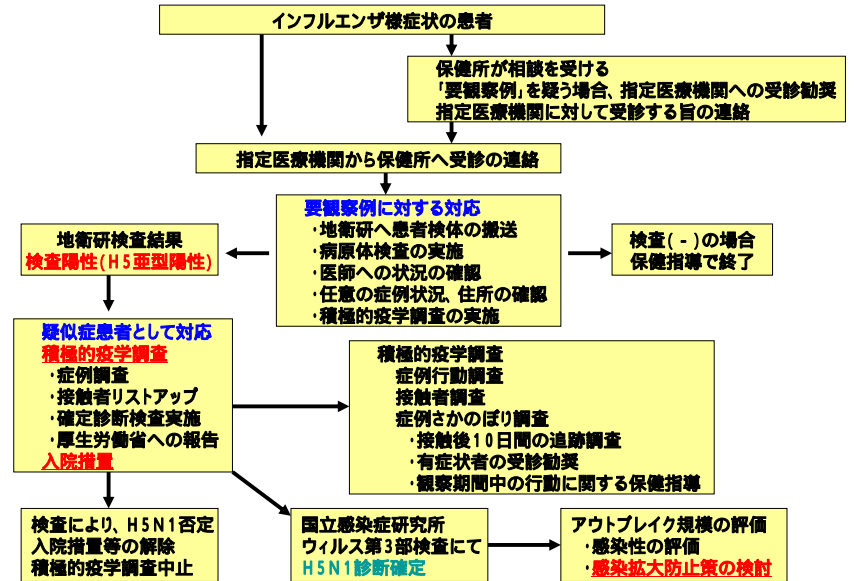 インフルエンザ様症状の患者
保健所が相談を受ける
「要観察例」を疑う場合、指定医療機関への受診勧奨
指定医療機関に対して受診する旨の連絡
指定医療機関から保健所へ受診の連絡
要観察例に対する対応
・地衛研へ患者検体の搬送
・病原体検査の実施
・医師への状況の確認
・任意の症例状況、住所の確認
・積極的疫学調査の実施
地衛研検査結果
検査陽性(H5亜型陽性)
検査(-)の場合
保健指導で終了
疑似症患者として対応
積極的疫学調査
・症例調査
・接触者リストアップ
・確定診断検査実施
・厚生労働省への報告
入院措置
積極的疫学調査
症例行動調査
接触者調査
症例さかのぼり調査
・接触後10日間の追跡調査
・有症状者の受診勧奨
・観察期間中の行動に関する保健指導
検査により、H5N1否定
入院措置等の解除
積極的疫学調査中止
国立感染症研究所
ウィルス第3部検査にて
H5N1診断確定
アウトブレイク規模の評価
・感染性の評価
・感染拡大防止策の検討